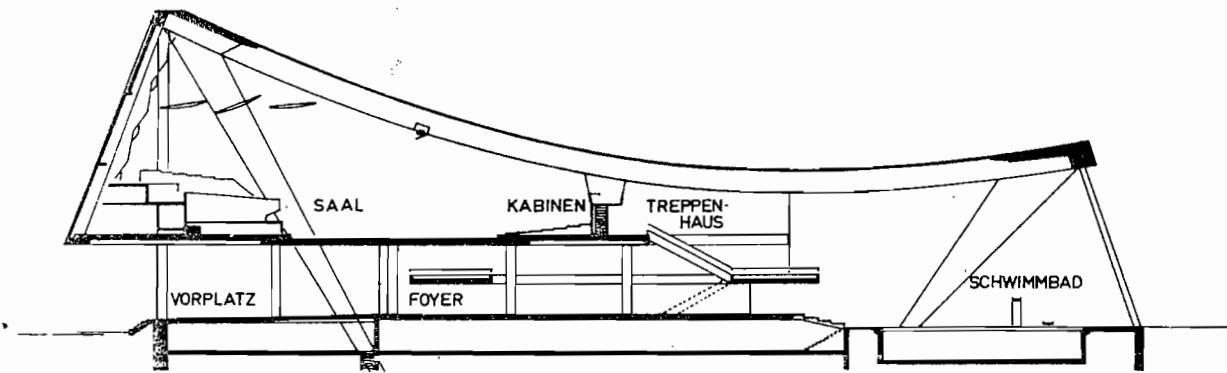 SAAL
KABINEN
TREPPEN-
HAUS
VORPLATZ
FOYER
SCHWIMMBAD